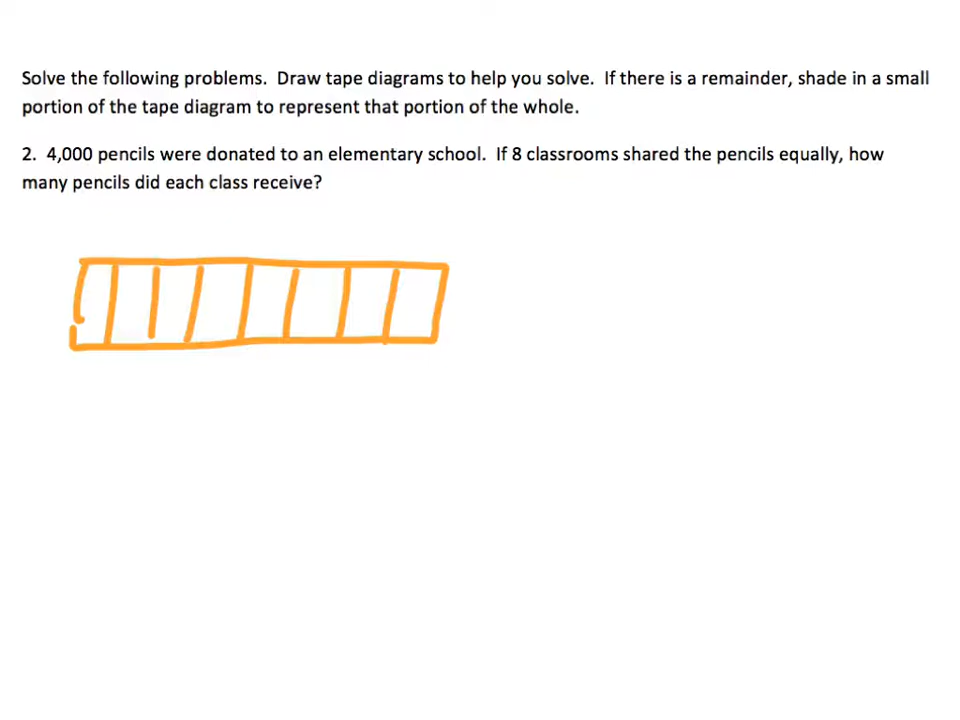 Solve the following problems.  Draw tape diagrams to help you solve.  If there is a remainder, shade in a small
portion of the tape diagram to represent that portion of the whole.
2.  4,000 pencils were donated to an elementary school.  If 8 classrooms shared the pencils equally, how
many pencils did each class receive?